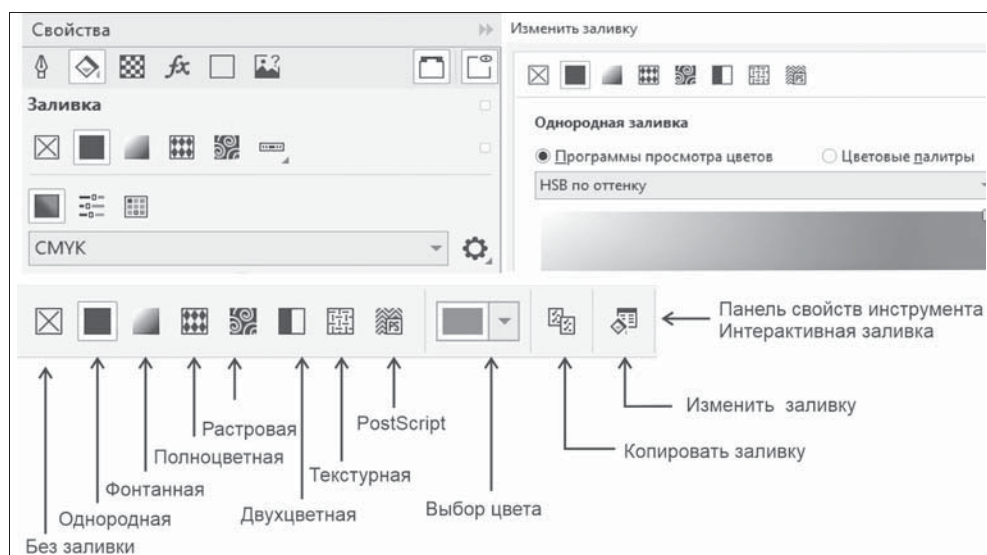 Свойства
Заливка
CMYK
Изменить заливку
Однородная заливка
Программы просмотра цветов
Цветовые палитры
HSB по оттенку
PS
Панель свойств инструмента
Интерактивная заливка
Изменить заливку
Копировать заливку
Выбор цвета
PostScript
Растровая
Полноцветная
Текстурная
Фонтанная
Двухцветная
Однородная
Без заливки